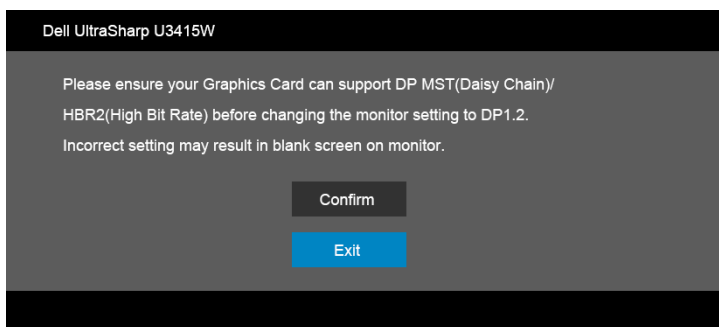 Dell UltraSharp U3415W
Please ensure your Graphics Card can support DP MST(Daisy Chain)/
HBR2(High Bit Rate) before changing the monitor setting to DP1.2.
Incorrect setting may result in blank screen on monitor.
Confirm
Exit